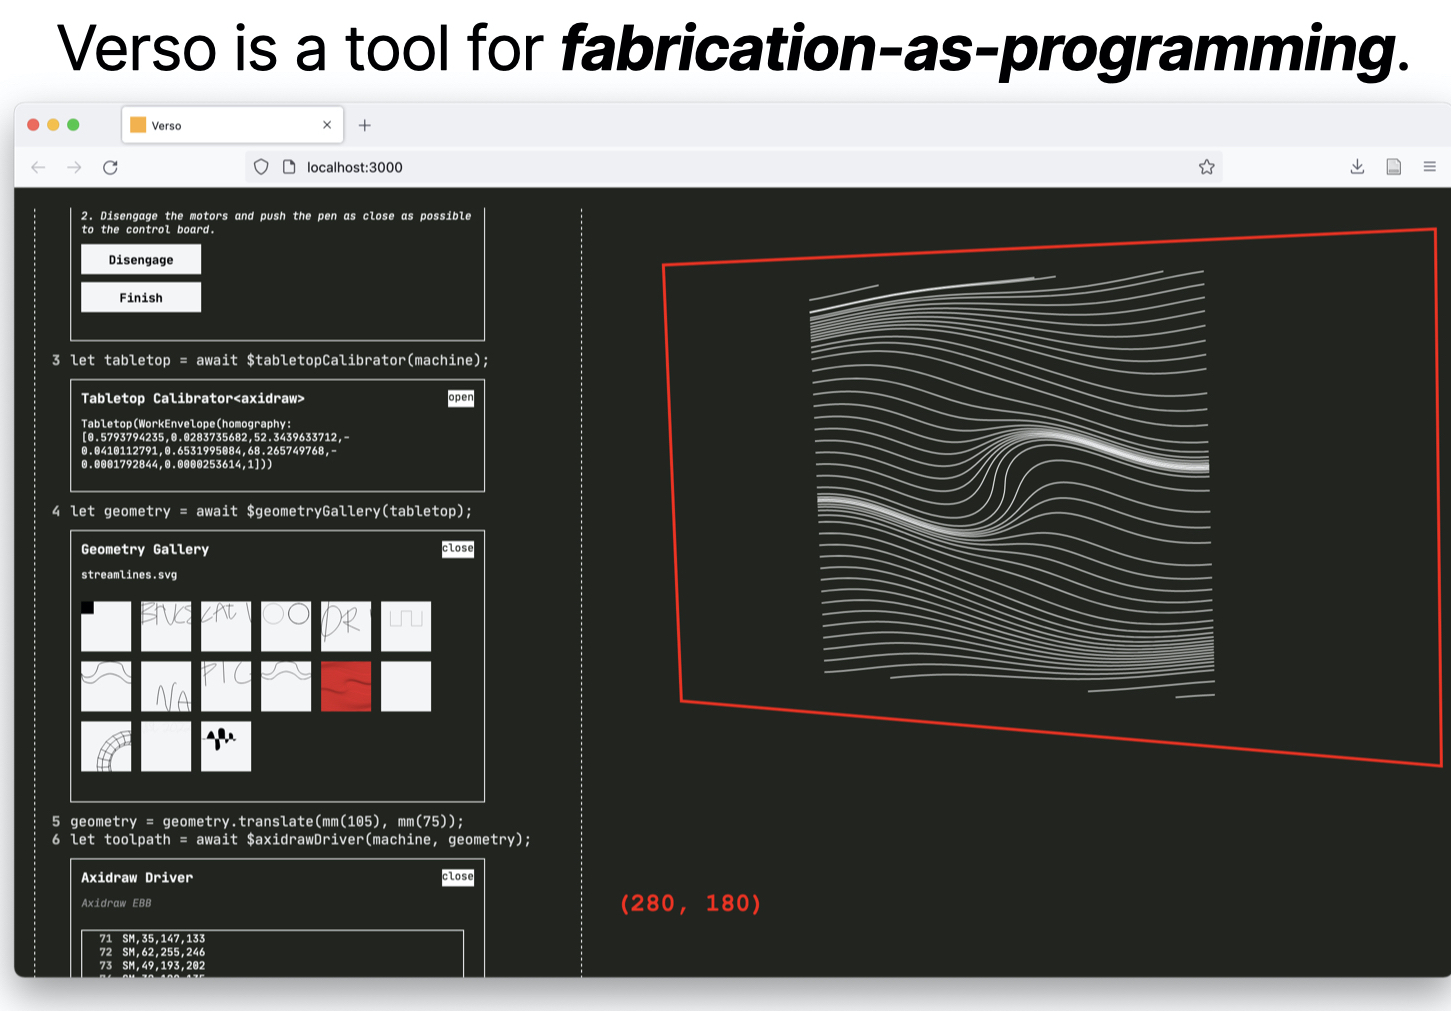 Verso is a tool for fabrication-as-programming.
Verso
localhost:3000
2. Disengage the motors and push the pen as close as possible
to the control board.
Disengage
Finish
3 let tabletop = await $tabletopCalibrator(machine);
Tabletop Calibrator<axidraw>
open
Tabletop(WorkEnvelope(homography:
[0.5793794235,0.0283735682,52.3439633712,-
0.0410112791,0.6531995084,68.265749768,-
0.0001792844,0.0000253614,1]))
4 let geometry = await $geometryGallery(tabletop);
Geometry Gallery
close
streamlines.svg
5 geometry = geometry.translate(mm(105), mm(75));
6 let toolpath = await $axidrawDriver(machine, geometry);
Axidraw Driver
close
Axidraw EBB
71 SM,35,147,133
72 SM,62,255,246
73 SM,49,193,202
(280, 180)